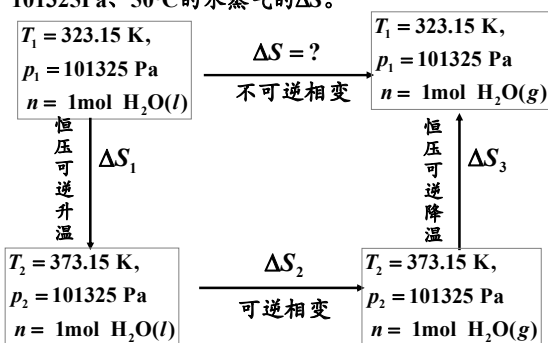 101325Pa、50℃的水蒸气的ΔS。
T₁ = 323.15 K,
p₁ = 101325 Pa
n = 1mol H₂O(l)
ΔS = ?
不可逆相变
T₁ = 323.15 K,
p₁ = 101325 Pa
n = 1mol H₂O(g)
恒压可逆升温
ΔS₁
恒压可逆降温
ΔS₃
T₂ = 373.15 K,
p₂ = 101325 Pa
n = 1mol H₂O(l)
ΔS₂
可逆相变
T₂ = 373.15 K,
p₂ = 101325 Pa
n = 1mol H₂O(g)